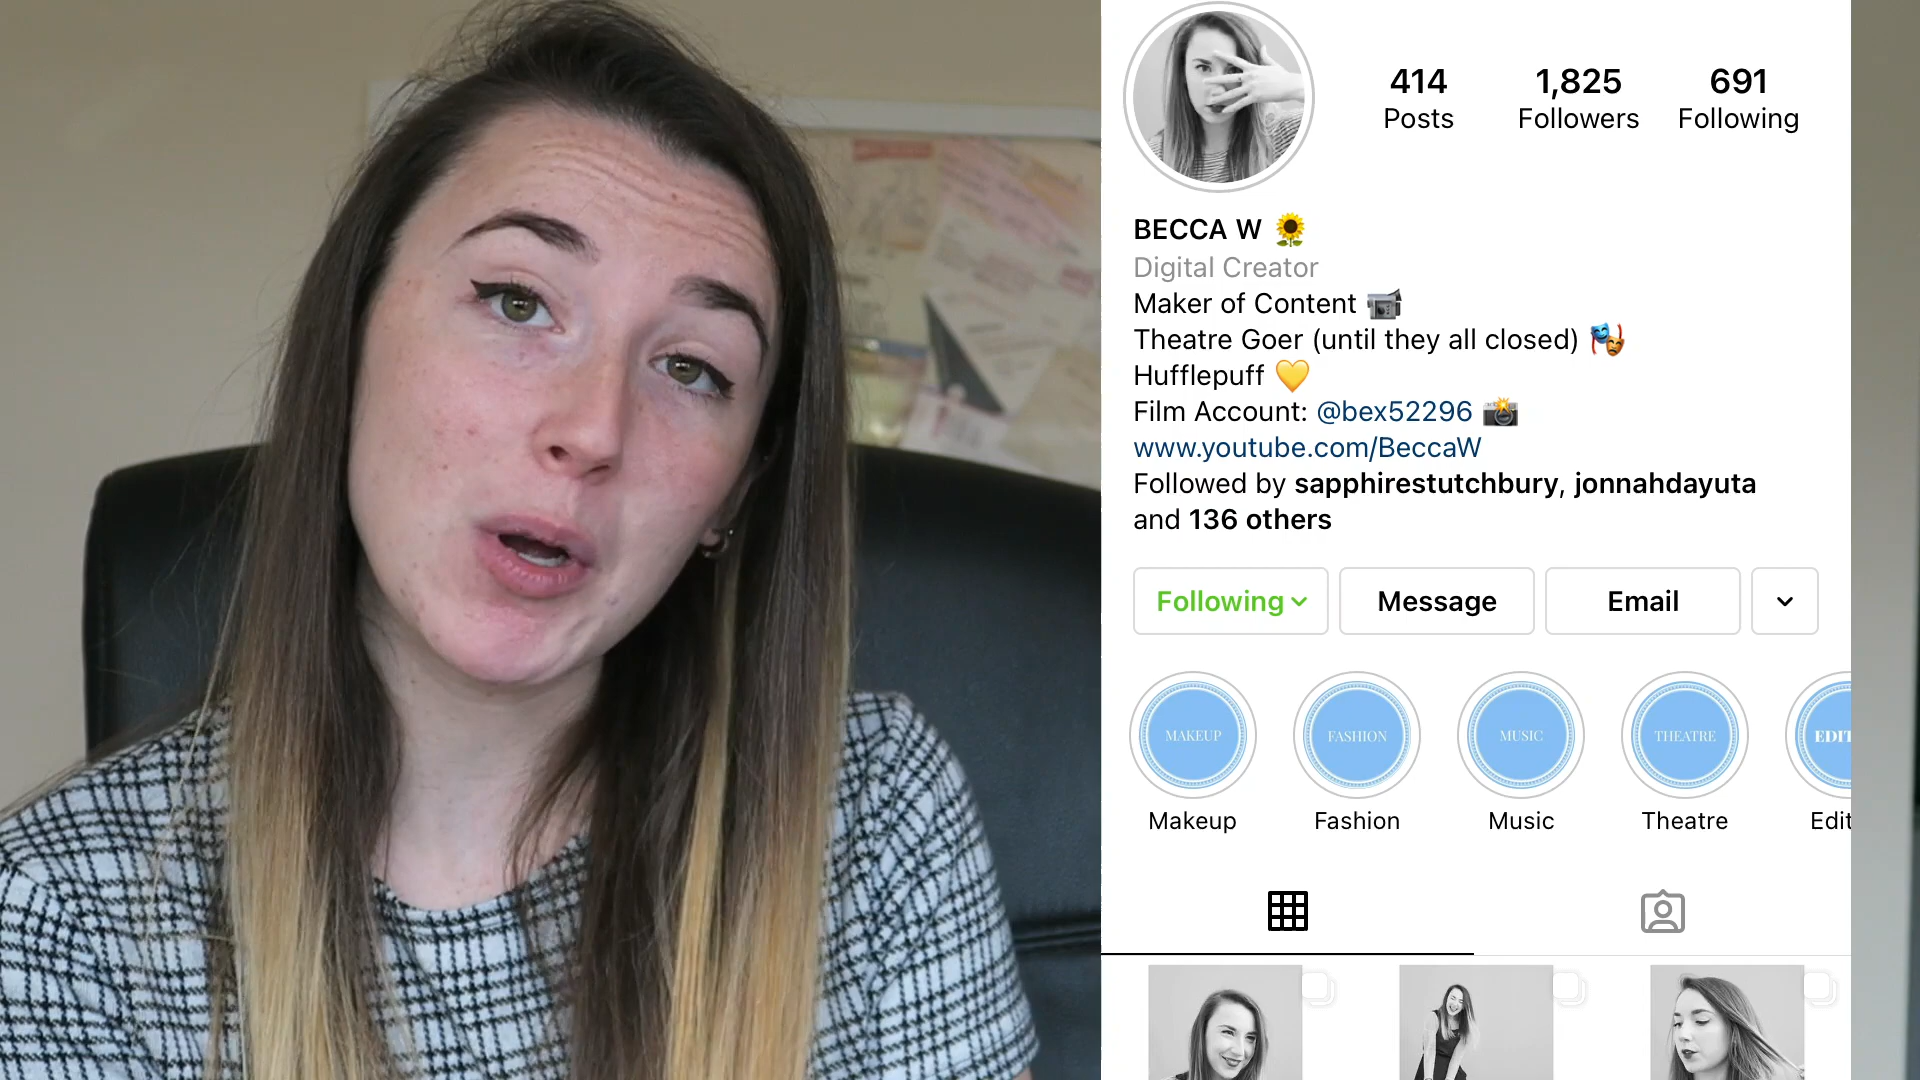 414
Posts
1,825
Followers
691
Following
BECCA W 🌻
Digital Creator
Maker of Content 📹
Theatre Goer (until they all closed) 🎭
Hufflepuff 💛
Film Account: @bex52296 📸
www.youtube.com/BeccaW
Followed by sapphirestutchbury, jonnahdayuta
and 136 others
Following
Message
Email
MAKEUP
FASHION
MUSIC
THEATRE
EDIT
Makeup
Fashion
Music
Theatre
Edit